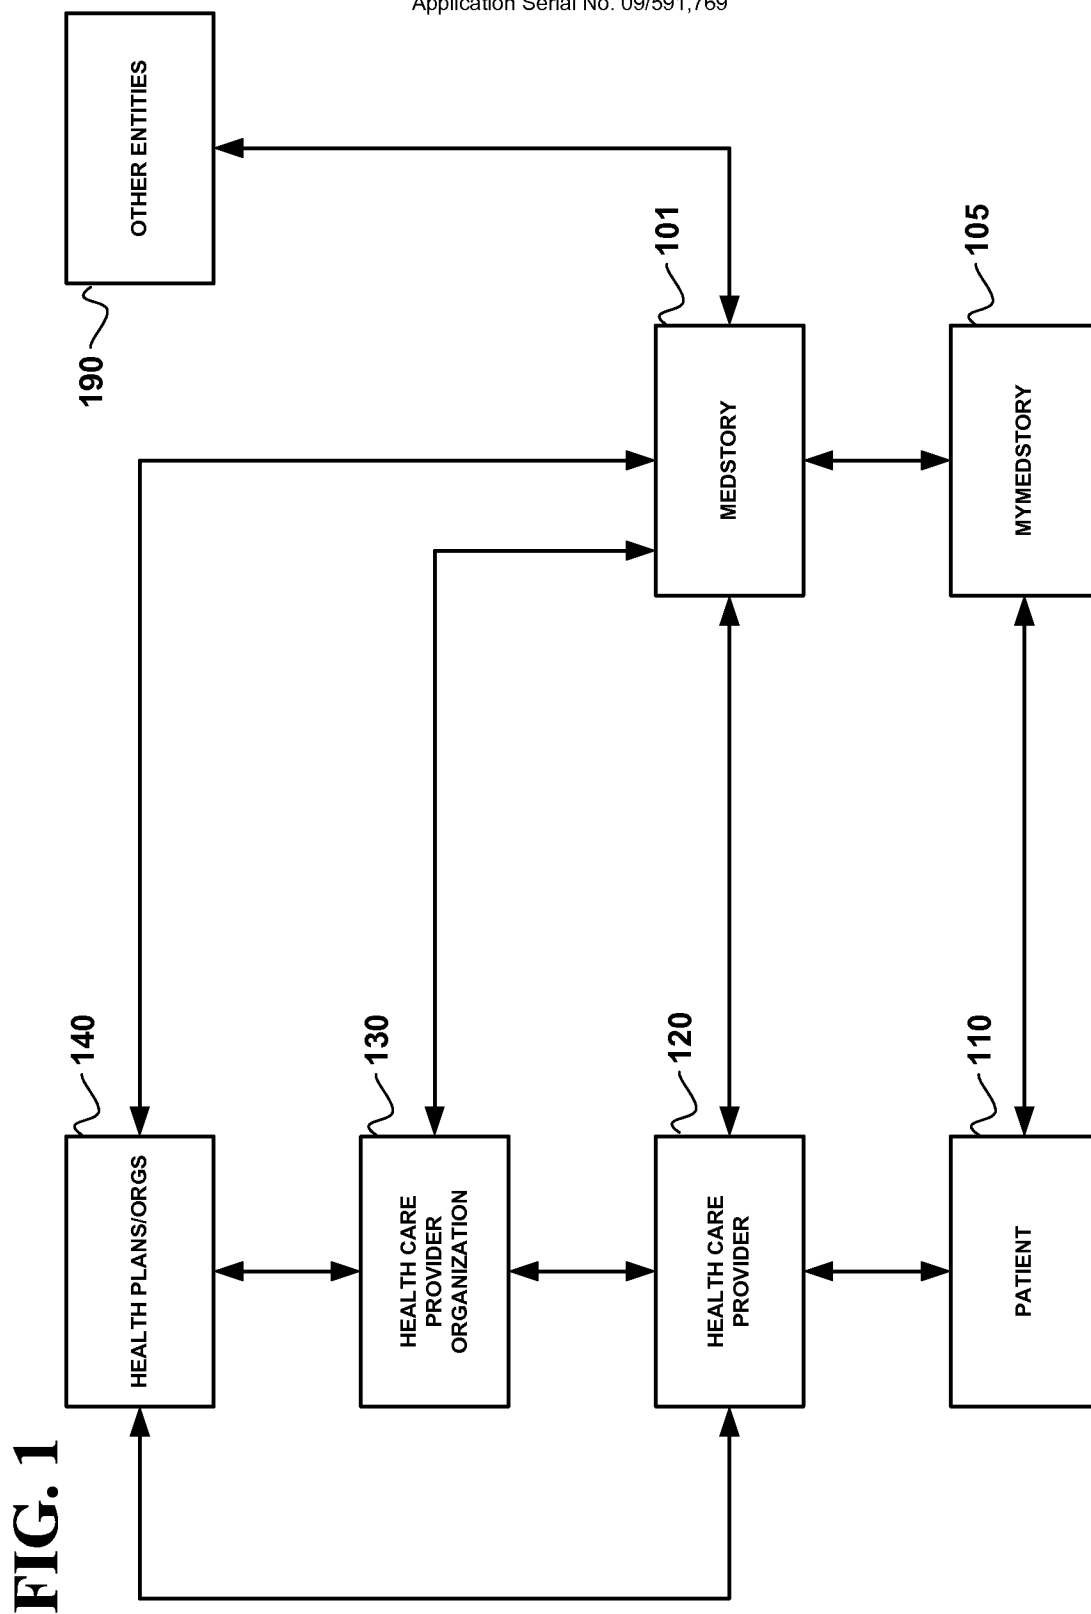 Application Serial No. 09/591,769
FIG. 1
140
HEALTH PLANS/ORGS
190
OTHER ENTITIES
130
HEALTH CARE
PROVIDER
ORGANIZATION
120
HEALTH CARE
PROVIDER
101
MEDSTORY
110
PATIENT
105
MYMEDSTORY